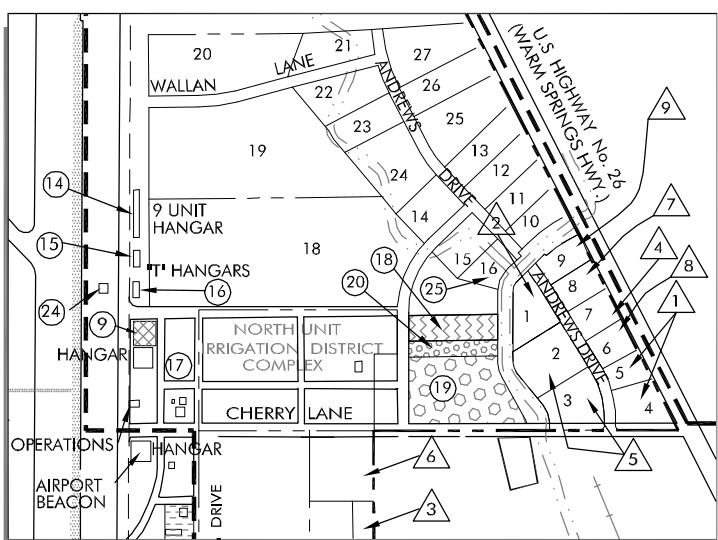 20
21
27
U.S HIGHWAY No. 26
(WARM SPRINGS HWY.)
WALLAN LANE
22
26
9
ANDREWS DRIVE
23
25
19
13
14
24
12
11
7
9 UNIT
HANGAR
14
2
10
4
15
18
15
16
9
8
"T" HANGARS
18
8
1
20
24
16
25
7
9
1
6
NORTH UNIT
RRIGATION DISTRICT
COMPLEX
HANGAR
17
2
ANDREWS DRIVE
5
19
3
4
CHERRY LANE
OPERATIONS
HANGAR
6
5
AIRPORT
BEACON
DRIVE
3